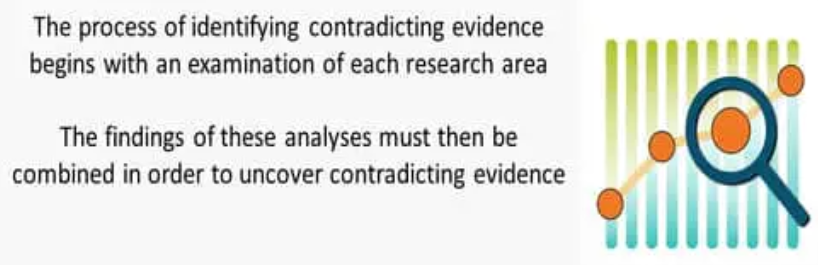 The process of identifying contradicting evidence
begins with an examination of each research area
The findings of these analyses must then be
combined in order to uncover contradicting evidence